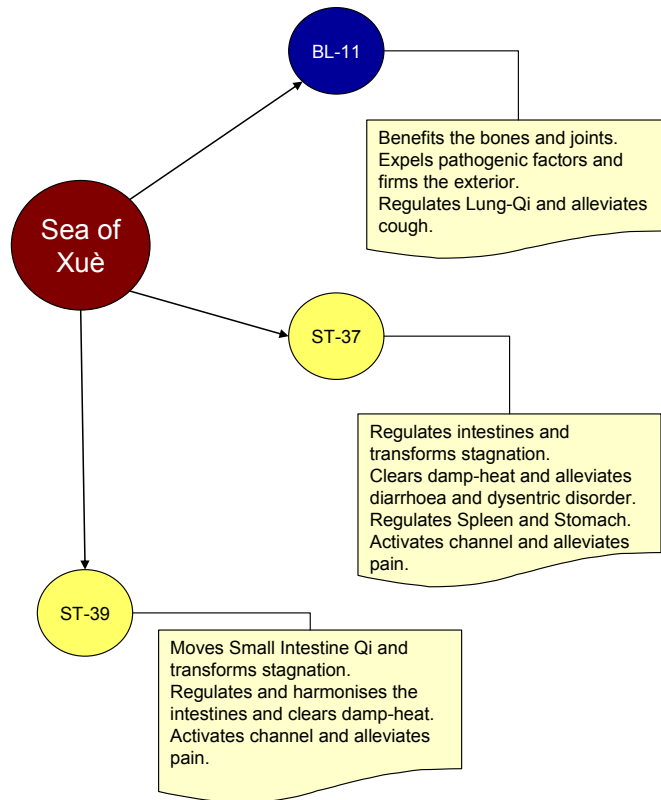 BL-11
Benefits the bones and joints.
Expels pathogenic factors and
firms the exterior.
Regulates Lung-Qi and alleviates
cough.
Sea of
Xuè
ST-37
Regulates intestines and
transforms stagnation.
Clears damp-heat and alleviates
diarrhoea and dysentric disorder.
Regulates Spleen and Stomach.
Activates channel and alleviates
pain.
ST-39
Moves Small Intestine Qi and
transforms stagnation.
Regulates and harmonises the
intestines and clears damp-heat.
Activates channel and alleviates
pain.